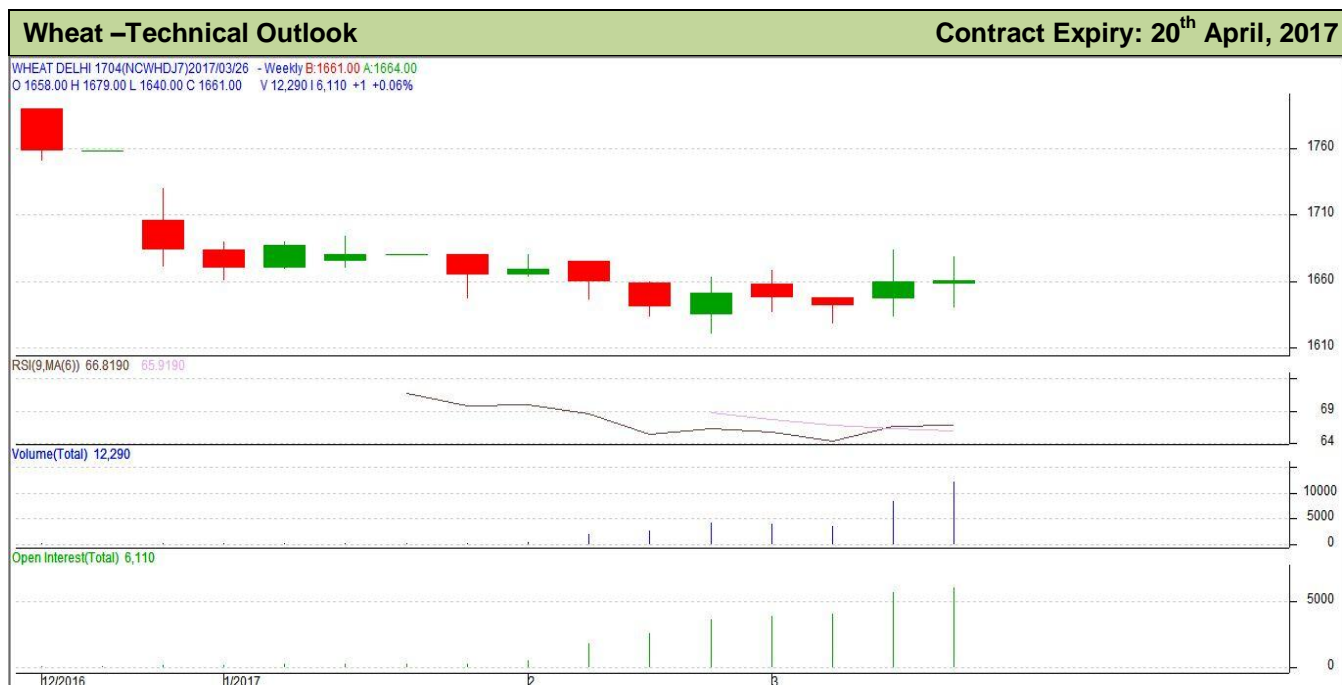 Wheat –Technical Outlook Contract Expiry: 20th April, 2017
WHEAT DELHI 1704(NCWHDJ7)2017/03/26 - Weekly B:1661.00 A:1664.00
O 1658.00 H 1679.00 L 1640.00 C 1661.00 V 12,290 I 6,110 +1 +0.06%
1760
1710
1660
1610
RSI(9,MA(6)) 66.8190 65.9190
69
64
Volume(Total) 12,290
10000
5000
0
Open Interest(Total) 6,110
5000
0
12/2016 1/2017 2 3